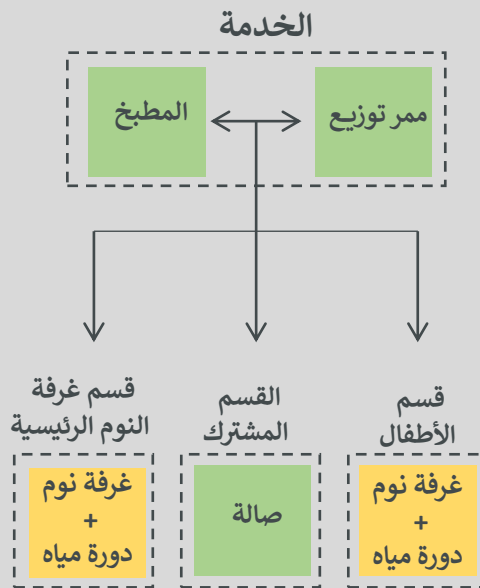 الخدمة
ممر توزيع
المطبخ
قسم
الأطفال
القسم
المشترك
قسم غرفة
النوم الرئيسية
غرفة نوم
+
دورة مياه
صالة
غرفة نوم
+
دورة مياه